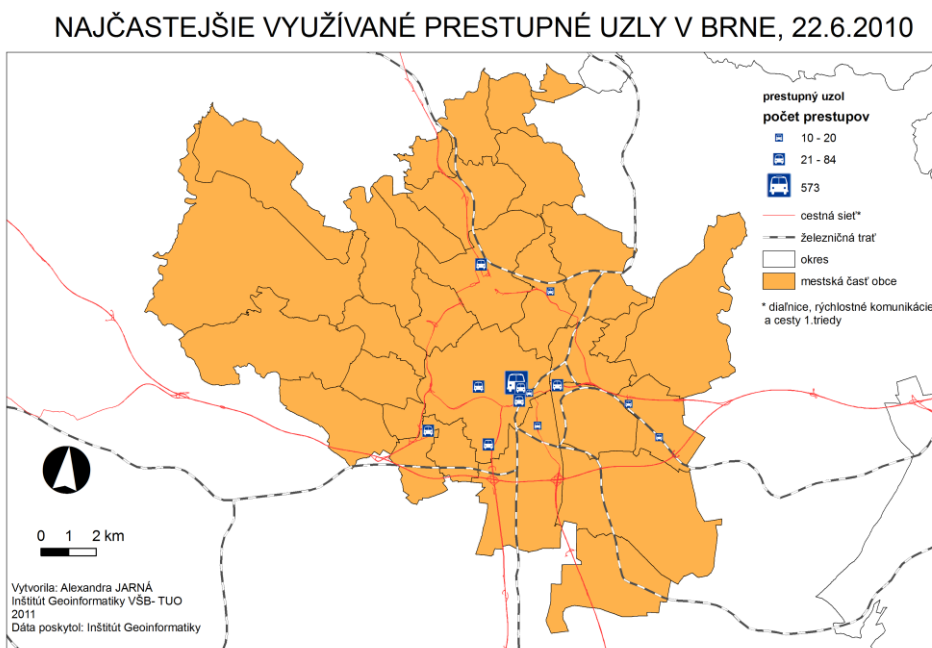 NAJČASTEJŠIE VYUŽÍVANÉ PRESTUPNÉ UZLY V BRNE, 22.6.2010
prestupný uzol
počet prestupov
10 - 20
21 - 84
573
cestná sieť*
železničná trať
okres
mestská časť obce
* diaľnice, rýchlostné komunikácie
a cesty 1.triedy
0 1 2 km
Vytvorila: Alexandra JARNÁ
Inštitút Geoinformatiky VŠB- TUO
2011
Dáta poskytol: Inštitút Geoinformatiky